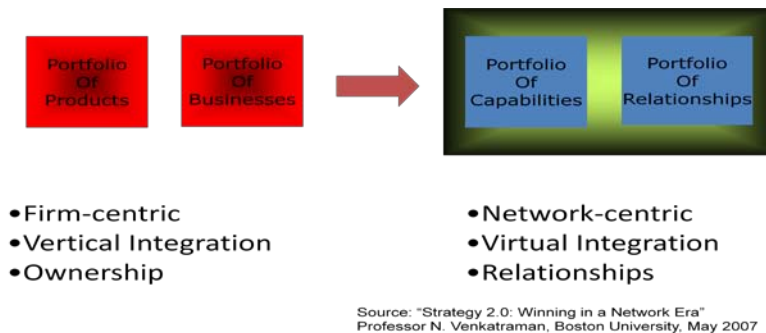 Portfolio
Of
Products
Portfolio
Of
Businesses
Portfolio
Of
Capabilities
Portfolio
Of
Relationships
•Firm-centric
•Vertical Integration
•Ownership
•Network-centric
•Virtual Integration
•Relationships
Source: "Strategy 2.0: Winning in a Network Era"
Professor N. Venkatraman, Boston University, May 2007